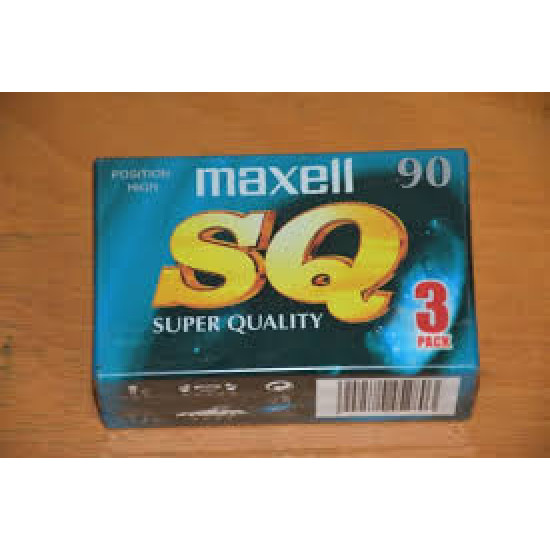 POSITION
HIGH
maxell
90
SQ
SUPER QUALITY
3
PACK